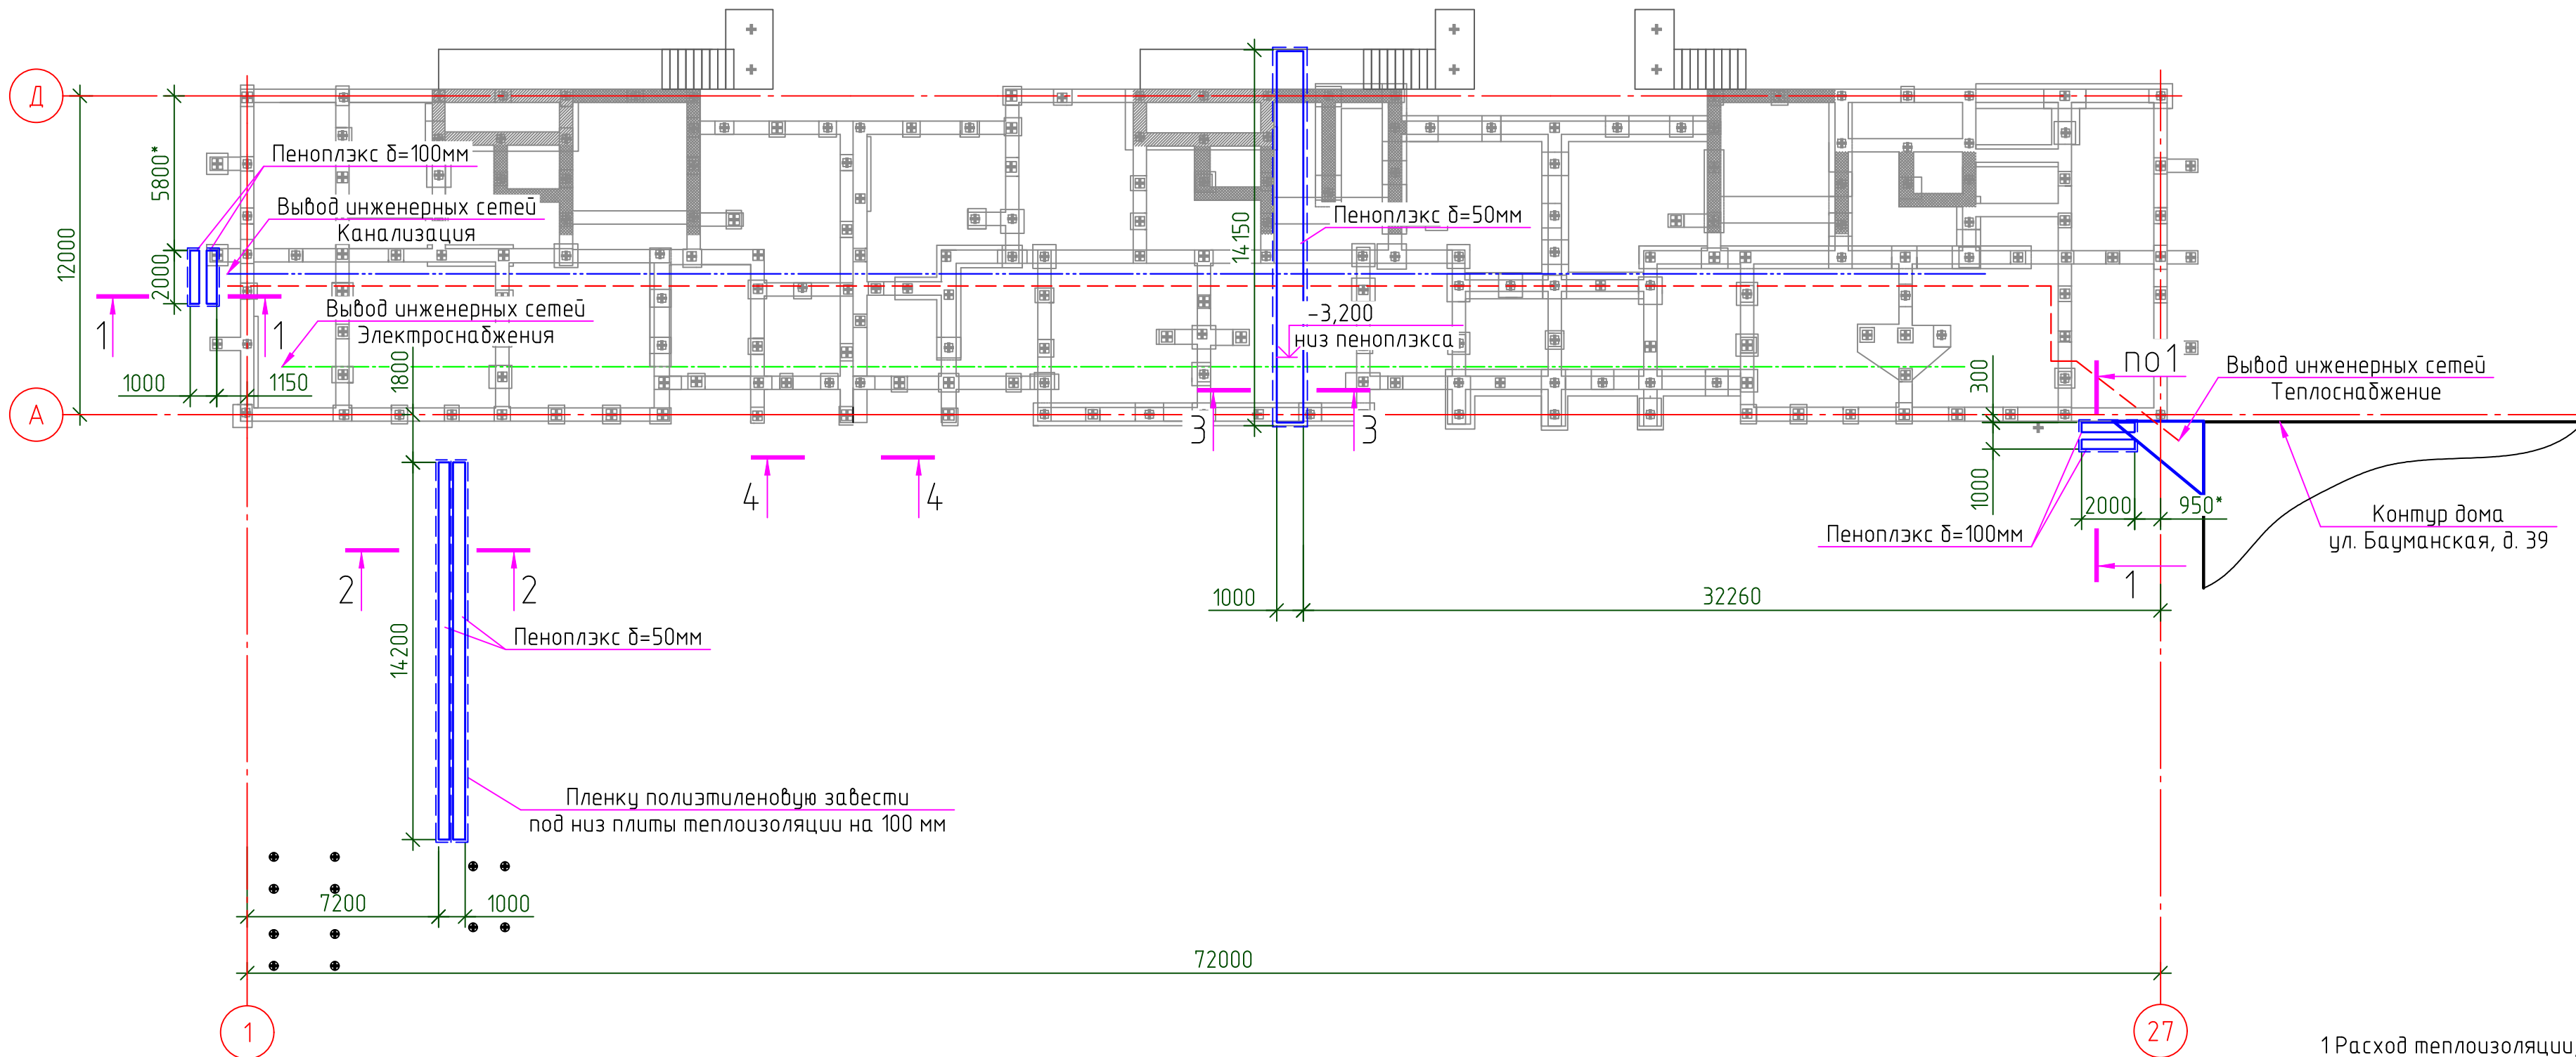 Д
5800*
12000
2000
Пеноплэкс δ=100мм
Вывод инженерных сетей
Канализация
1
1
Вывод инженерных сетей
Электроснабжения
1000
1150
1800
А
14150
Пеноплэкс δ=50мм
-3,200
низ пеноплэкса
3
3
4
4
по1
Вывод инженерных сетей
Теплоснабжение
300
1000
2000
950*
Пеноплэкс δ=100мм
Контур дома
ул. Бауманская, д. 39
1
2
2
14200
Пеноплэкс δ=50мм
1000
32260
Пленку полиэтиленовую завести
под низ плиты теплоизоляции на 100 мм
7200
1000
72000
1
27
1 Расход теплоизоляции